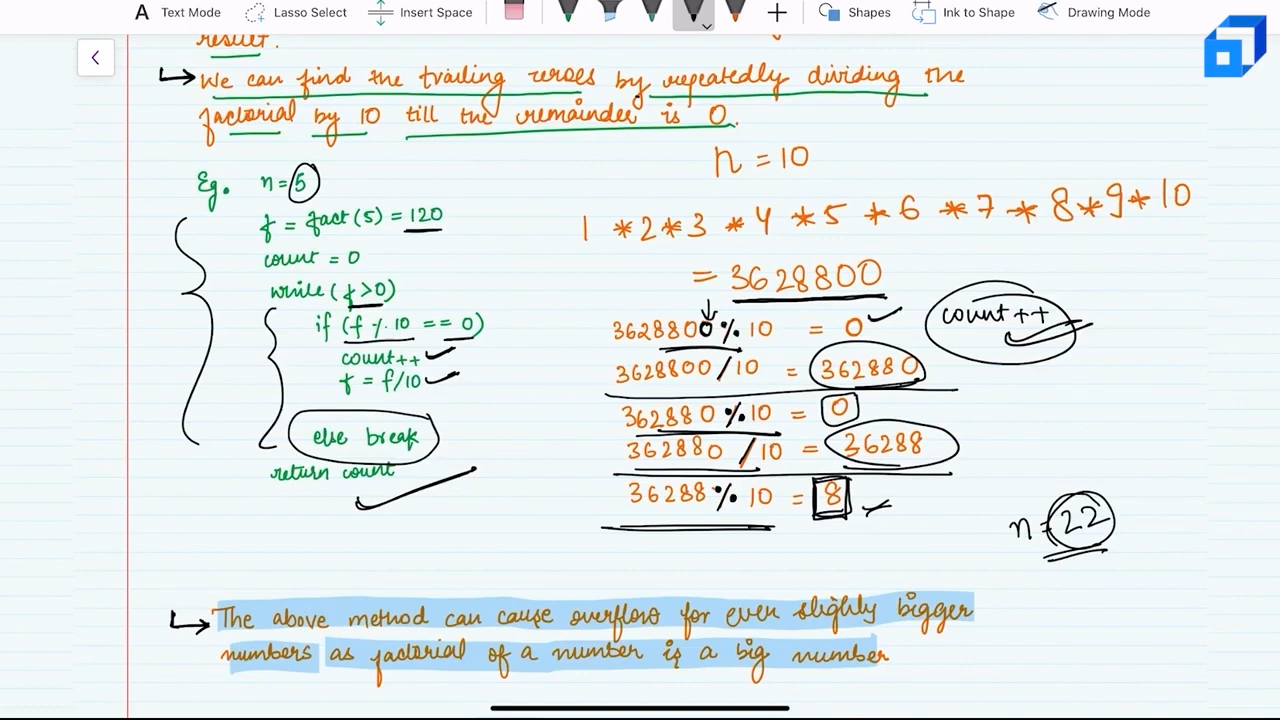 A Text Mode Lasso Select Insert Space Shapes Ink to Shape Drawing Mode
result.
We can find the trailing zeroes by repeatedly dividing the
factorial by 10 till the remainder is 0.
Eg. n = 5
f = fact(5) = 120
count = 0
while (f > 0)
if (f % 10 == 0)
count++
f = f/10
else break
return count
n = 10
1 * 2 * 3 * 4 * 5 * 6 * 7 * 8 * 9 * 10
= 3628800
3628800 % 10 = 0
count ++
3628800 / 10 = 362880
362880 % 10 = 0
362880 / 10 = 36288
36288 % 10 = 8
n = 22
The above method can cause overflow for even slighly bigger
numbers as factorial of a number is a big number